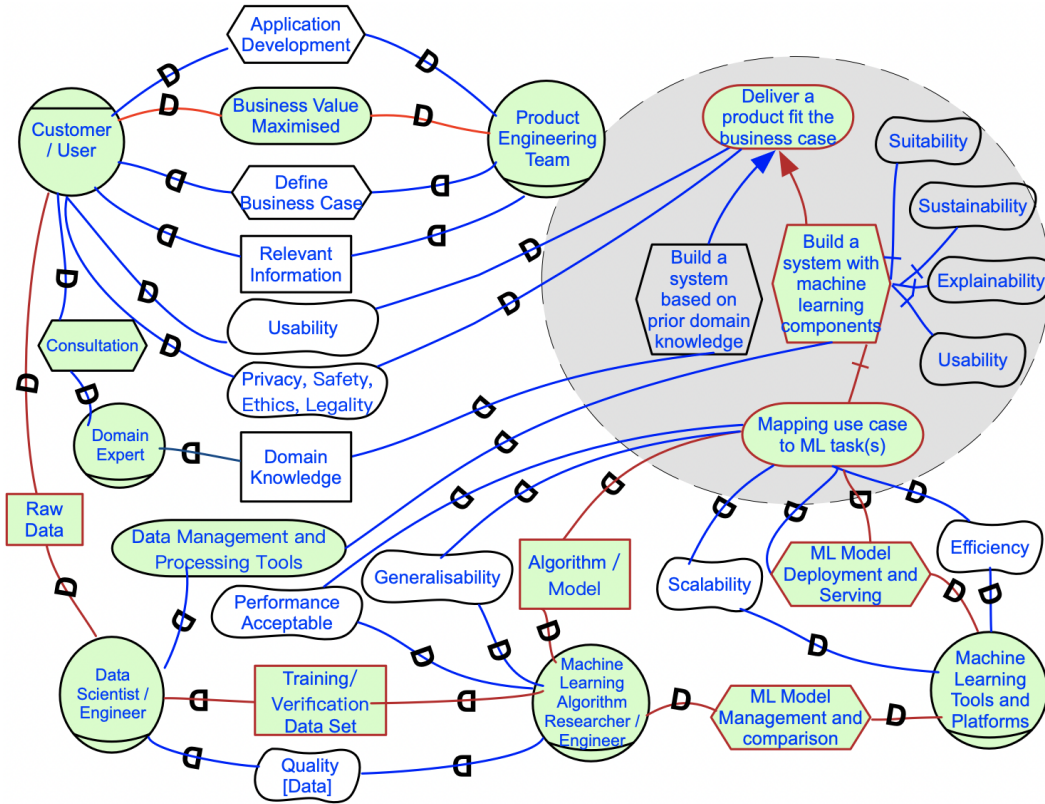 Application
Development
D
D
Customer
/ User
D
Business Value
Maximised
D
Product
Engineering
Team
Deliver a
product fit the
business case
Suitability
D
Define
Business Case
D
Sustainability
D
Relevant
Information
D
D
Build a
system
based on
prior domain
knowledge
Build a
system with
machine
learning
components
Explainability
D
D
Usability
D
Usability
Consultation
D
Privacy, Safety,
Ethics, Legality
D
D
D
Domain
Expert
D
Domain
Knowledge
D
D
Mapping use case
to ML task(s)
D
D
D
D
D
D
D
Raw
Data
Data Management and
Processing Tools
Generalisability
Algorithm /
Model
Scalability
ML Model
Deployment and
Serving
Efficiency
D
D
Performance
Acceptable
D
D
D
D
D
D
Data
Scientist /
Engineer
D
Training/
Verification
Data Set
D
Machine
Learning
Algorithm
Researcher /
Engineer
D
ML Model
Management and
comparison
D
Machine
Learning
Tools and
Platforms
D
Quality
[Data]
D